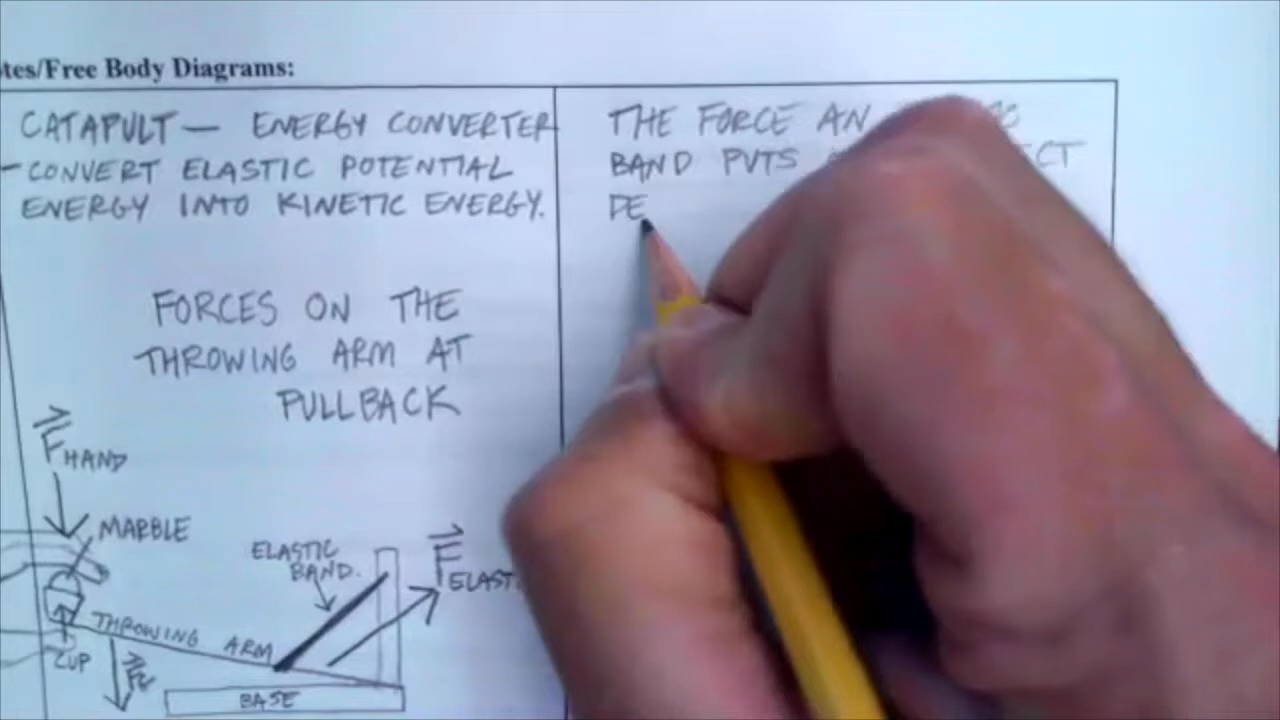 tes/Free Body Diagrams:
CATAPULT — ENERGY CONVERTER
- CONVERT ELASTIC POTENTIAL
ENERGY INTO KINETIC ENERGY.
FORCES ON THE
THROWING ARM AT
PULLBACK
F HAND
MARBLE
ELASTIC
BAND.
F ELAST
THROWING ARM
CUP
BASE
THE FORCE AN
BAND PUTS
DE